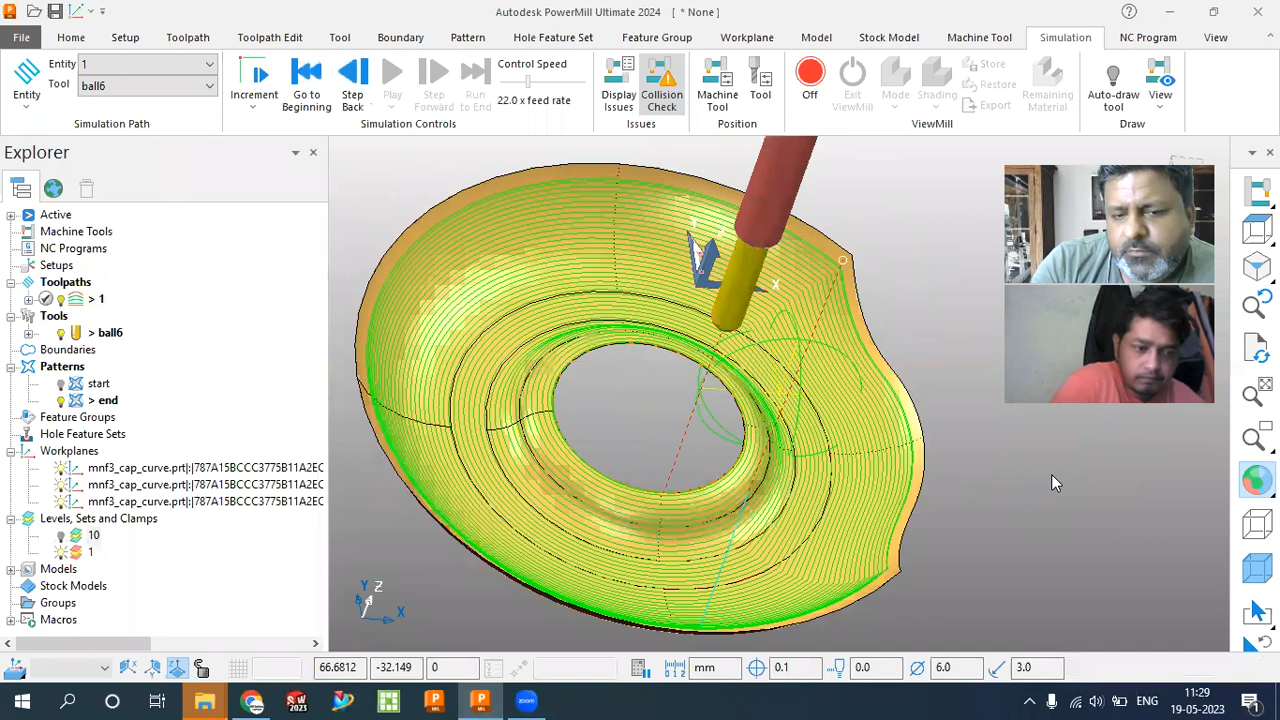 Autodesk PowerMill Ultimate 2024 [ * None ]
File Home Setup Toolpath Toolpath Edit Tool Boundary Pattern Hole Feature Set Feature Group Workplane Model Stock Model Machine Tool Simulation NC Program View
Entity 1
Tool ball6
Entity
Simulation Path
Increment
Go to Beginning
Step Back
Play
Step Forward
Run to End
Control Speed
22.0 x feed rate
Simulation Controls
Display Issues
Collision Check
Issues
Machine Tool
Tool
Position
Off
Exit ViewMill
Mode
Shading
Store
Restore
Export
Remaining Material
ViewMill
Auto-draw tool
View
Draw
Explorer
Active
Machine Tools
NC Programs
Setups
Toolpaths
> 1
Tools
> ball6
Boundaries
Patterns
start
> end
Feature Groups
Hole Feature Sets
Workplanes
mnf3_cap_curve.prt|:|787A15BCCC3775B11A2EC
mnf3_cap_curve.prt|:|787A15BCCC3775B11A2EC
mnf3_cap_curve.prt|:|787A15BCCC3775B11A2EC
Levels, Sets and Clamps
10
1
Models
Stock Models
Groups
Macros
X
Y Z
X
66.6812 -32.149 0 mm 0.1 0.0 6.0 3.0
ENG
11:29
19-05-2023